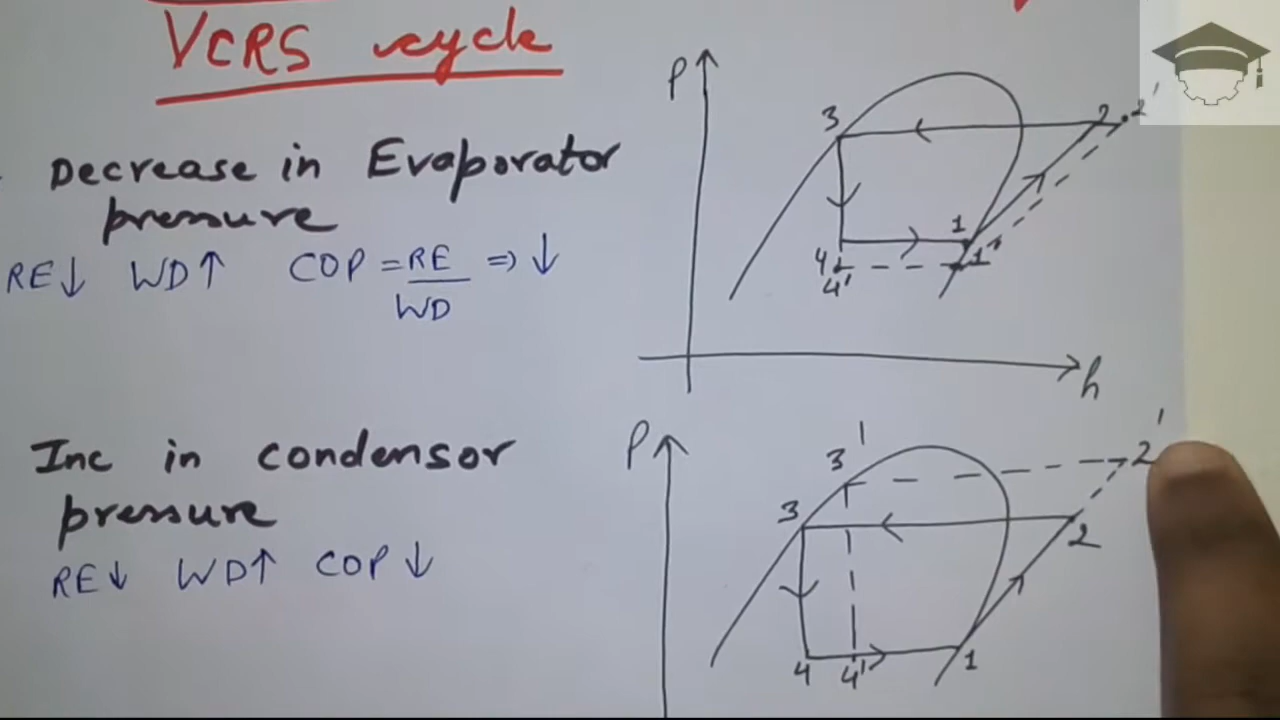 VCRS cycle
Decrease in Evaporator
pressure
RE↓ WD↑ COP = RE/WD ⇒ ↓
P
3
2
2'
1
1'
4
4'
h
Inc in condensor
pressure
RE↓ WD↑ COP↓
P
3'
2'
3
2
4
4'
1